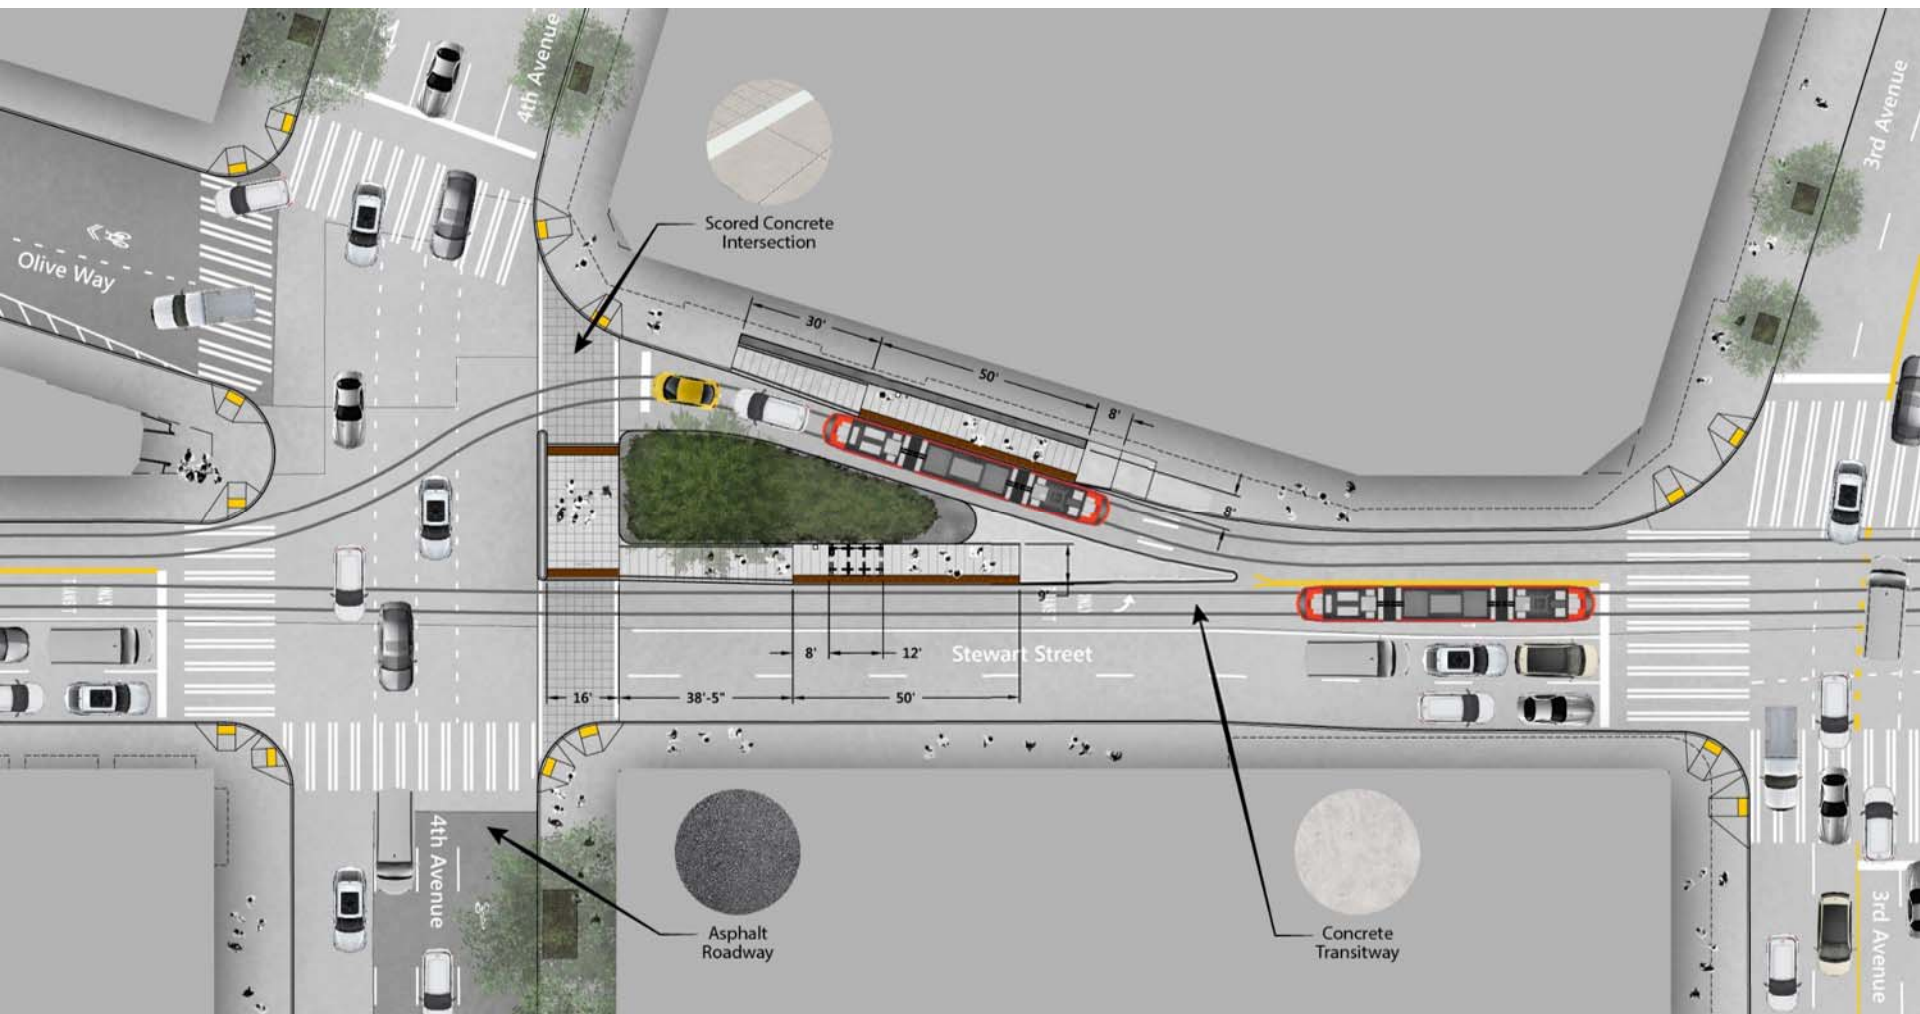 4th Avenue
3rd Avenue
Scored Concrete
Intersection
Olive Way
30'
50'
8'
8'
9'
ONLY
8'
12'
Stewart Street
16'
38'-5"
50'
4th Avenue
Asphalt
Roadway
Concrete
Transitway
3rd Avenue